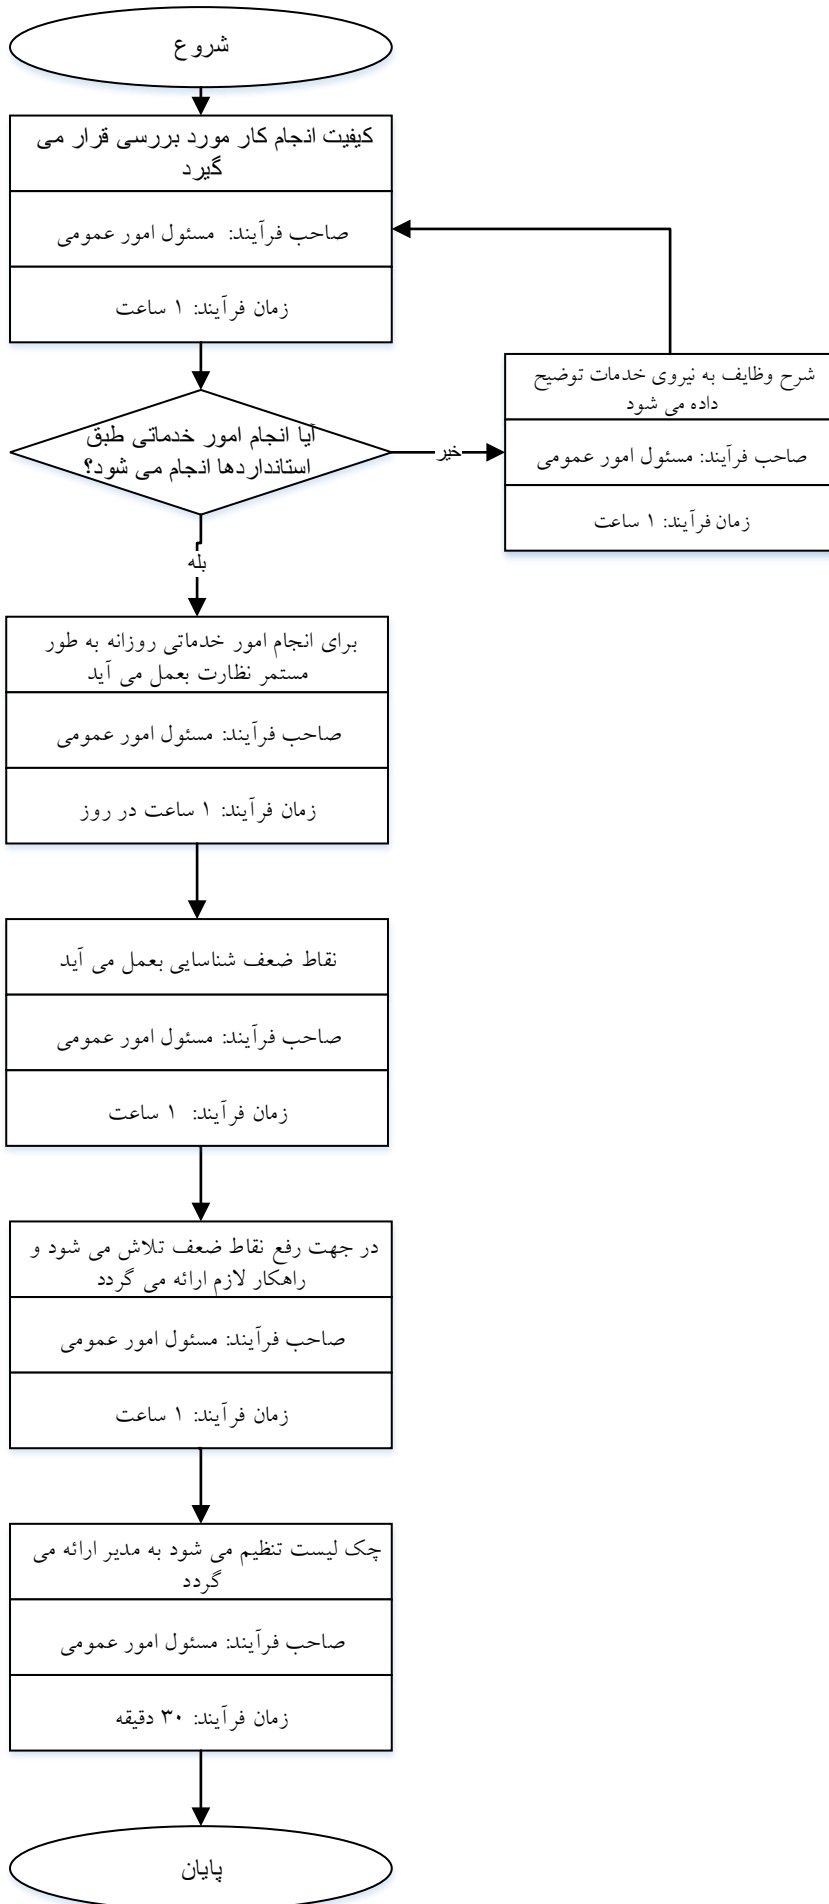 شروع
کیفیت انجام کار مورد بررسی قرار می
گیرد
صاحب فرآیند: مسئول امور عمومی
زمان فرآیند: ۱ ساعت
آیا انجام امور خدماتی طبق
استانداردها انجام می شود؟
خیر
شرح وظایف به نیروی خدمات توضیح
داده می شود
صاحب فرآیند: مسئول امور عمومی
زمان فرآیند: ۱ ساعت
بله
برای انجام امور خدماتی روزانه به طور
مستمر نظارت بعمل می آید
صاحب فرآیند: مسئول امور عمومی
زمان فرآیند: ۱ ساعت در روز
نقاط ضعف شناسایی بعمل می آید
صاحب فرآیند: مسئول امور عمومی
زمان فرآیند: ۱ ساعت
در جهت رفع نقاط ضعف تلاش می شود و
راهکار لازم ارائه می گردد
صاحب فرآیند: مسئول امور عمومی
زمان فرآیند: ۱ ساعت
چک لیست تنظیم می شود به مدیر ارائه می
گردد
صاحب فرآیند: مسئول امور عمومی
زمان فرآیند: ۳۰ دقیقه
پایان